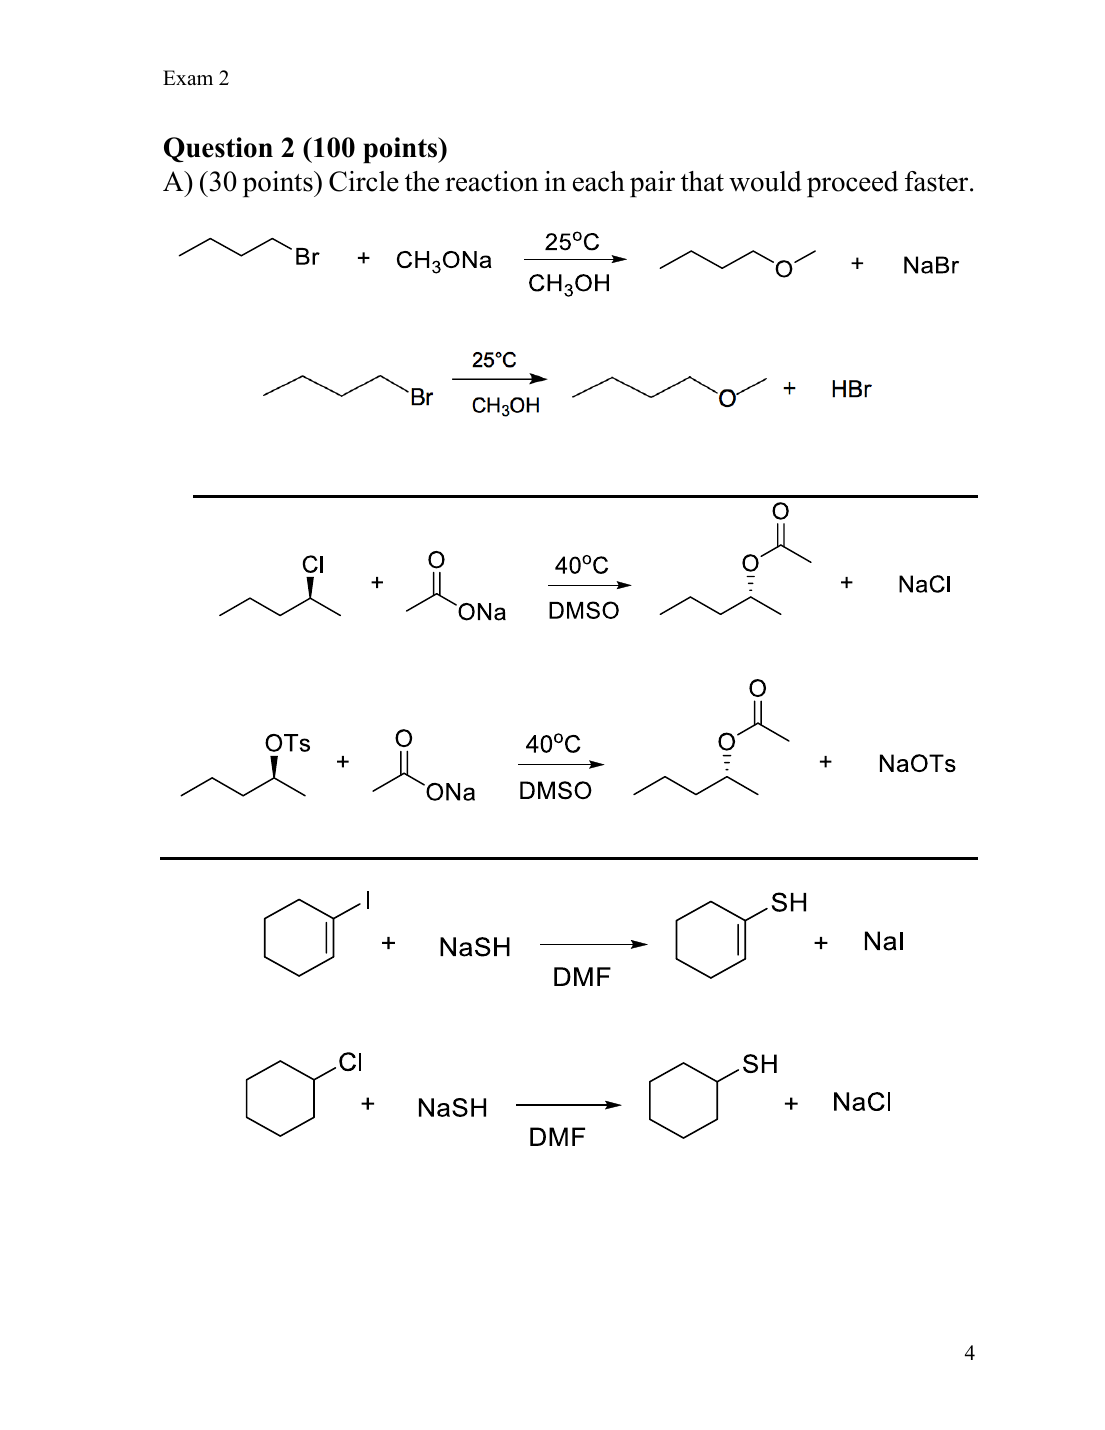 Exam 2
Question 2 (100 points)
A) (30 points) Circle the reaction in each pair that would proceed faster.
25°C
Br + CH₃ONa O + NaBr
CH₃OH
25°C
Br O + HBr
CH₃OH
O
Cl O 40°C O
+ + NaCl
ONa DMSO
O
OTs O 40°C O
+ + NaOTs
ONa DMSO
I SH
+ NaSH + NaI
DMF
Cl SH
+ NaSH + NaCl
DMF
4